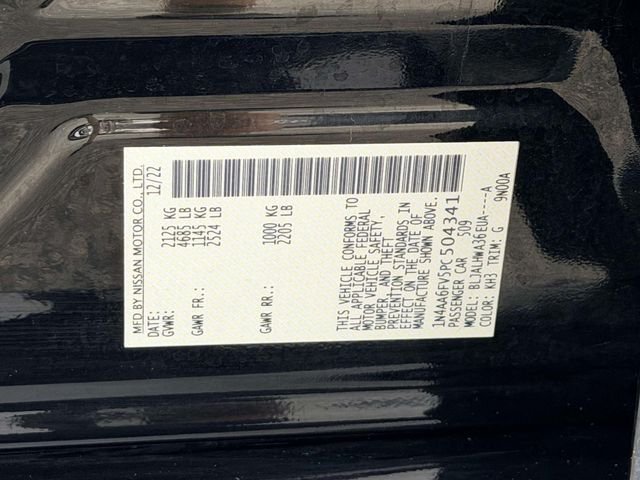 MFD BY NISSAN MOTOR CO., LTD.
DATE: 12/22
GVWR: 2125 KG
4685 LB
GAWR FR.: 1145 KG
2524 LB
GAWR RR.: 1000 KG
2205 LB
THIS VEHICLE CONFORMS TO
ALL APPLICABLE FEDERAL
MOTOR VEHICLE SAFETY,
BUMPER, AND THEFT
PREVENTION STANDARDS IN
EFFECT ON THE DATE OF
MANUFACTURE SHOWN ABOVE.
1N4AA6FV5PC504341
PASSENGER CAR 509
MODEL: BLJALHWA36EUA----A
COLOR: KH3 TRIM: G 9N00A